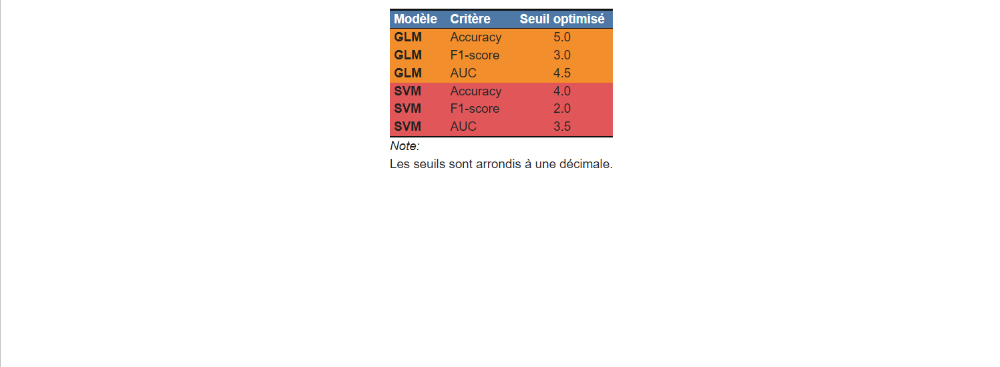 Modèle Critère Seuil optimisé
GLM Accuracy 5.0
GLM F1-score 3.0
GLM AUC 4.5
SVM Accuracy 4.0
SVM F1-score 2.0
SVM AUC 3.5
Note:
Les seuils sont arrondis à une décimale.